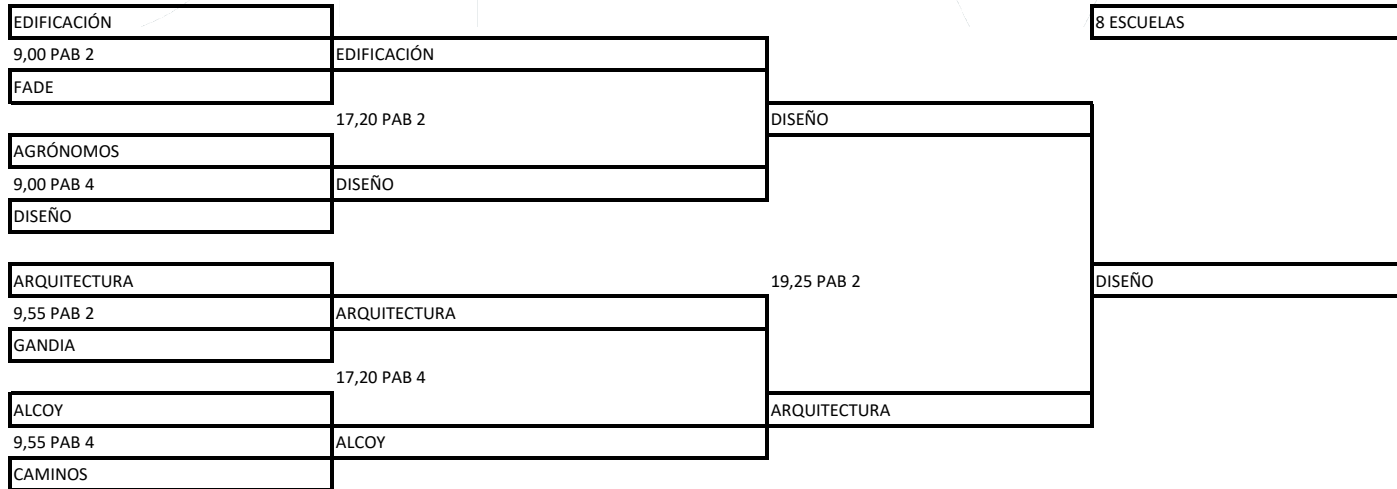 EDIFICACIÓN
8 ESCUELAS
9,00 PAB 2
EDIFICACIÓN
FADE
17,20 PAB 2
DISEÑO
AGRÓNOMOS
9,00 PAB 4
DISEÑO
DISEÑO
ARQUITECTURA
19,25 PAB 2
DISEÑO
9,55 PAB 2
ARQUITECTURA
GANDIA
17,20 PAB 4
ALCOY
ARQUITECTURA
9,55 PAB 4
ALCOY
CAMINOS